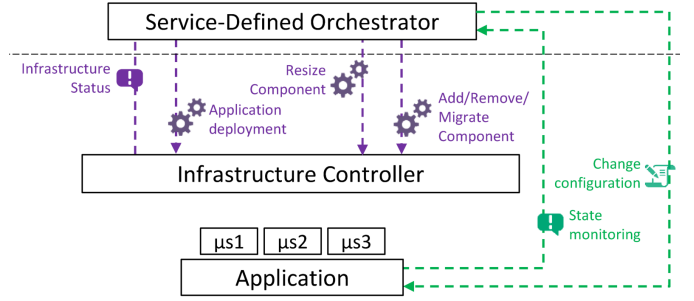 Service-Defined Orchestrator
Infrastructure
Status
Resize
Component
Application
deployment
Add/Remove/
Migrate
Component
Infrastructure Controller
Change
configuration
State
monitoring
µs1 µs2 µs3
Application